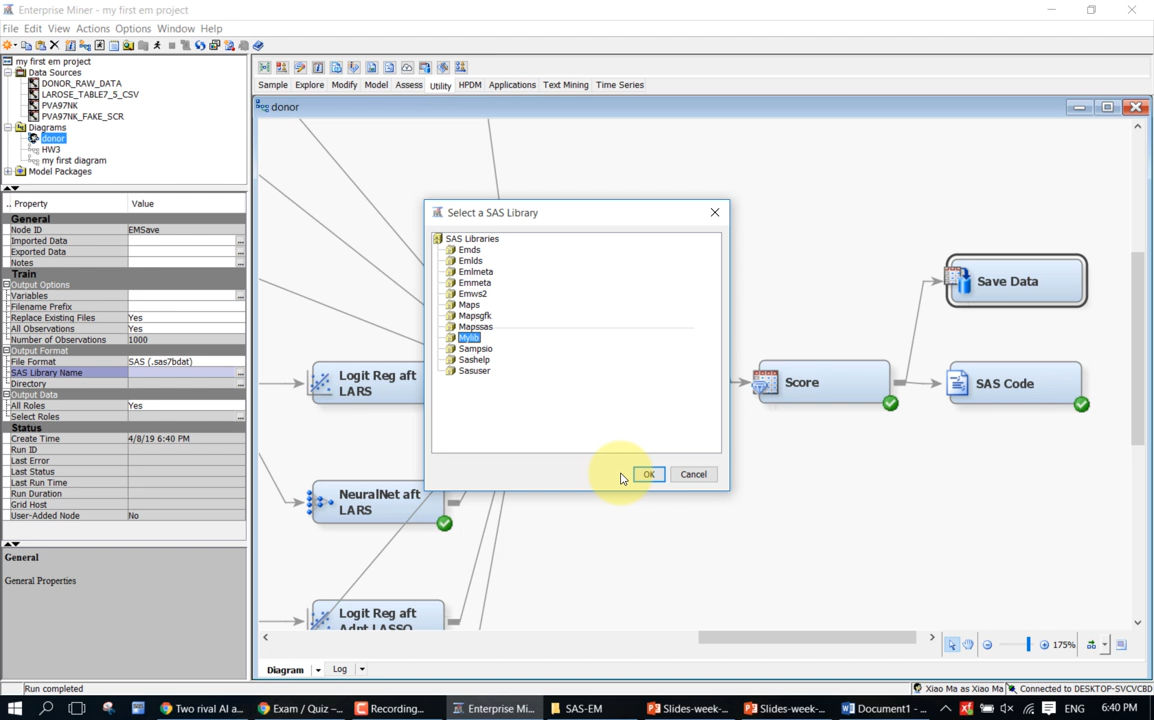 Enterprise Miner - my first em project
File Edit View Actions Options Window Help
my first em project
Data Sources
DONOR_RAW_DATA
LAROSE_TABLE7_5_CSV
PVA97NK
PVA97NK_FAKE_SCR
Diagrams
donor
HW3
my first diagram
Model Packages
.. Property Value
General
Node ID EMSave
Imported Data ...
Exported Data ...
Notes ...
Train
Output Options
Variables ...
Filename Prefix
Replace Existing Files Yes
All Observations Yes
Number of Observations 1000
Output Format
File Format SAS (.sas7bdat)
SAS Library Name ...
Directory ...
Output Data
All Roles Yes
Select Roles ...
Status
Create Time 4/8/19 6:40 PM
Run ID
Last Error
Last Status
Last Run Time
Run Duration
Grid Host
User-Added Node No
General
General Properties
Sample Explore Modify Model Assess Utility HPDM Applications Text Mining Time Series
donor
Select a SAS Library
SAS Libraries
Emds
Emlds
Emlmeta
Emmeta
Emws2
Maps
Mapsgfk
Mapssas
Mylib
Sampsio
Sashelp
Sasuser
OK Cancel
Logit Reg aft
LARS
NeuralNet aft
LARS
Logit Reg aft
Adpt LASSO
Score
Save Data
SAS Code
175%
Diagram Log
Run completed
Xiao Ma as Xiao Ma Connected to DESKTOP-SVCVCBD
Two rival AI a... Exam / Quiz –... Recording... Enterprise Mi... SAS-EM Slides-week-... Slides-week-... Document1 - ... ENG 6:40 PM